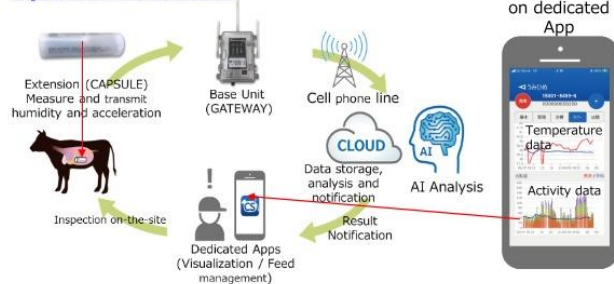 on dedicated
App
Extension (CAPSULE)
Measure and transmit
humidity and acceleration
Base Unit
(GATEWAY)
Cell phone line
CLOUD
AI
Data storage,
analysis and
notification
AI Analysis
Temperature
data
Activity data
!
Inspection on-the-site
Dedicated Apps
(Visualization / Feed
management)
Result
Notification